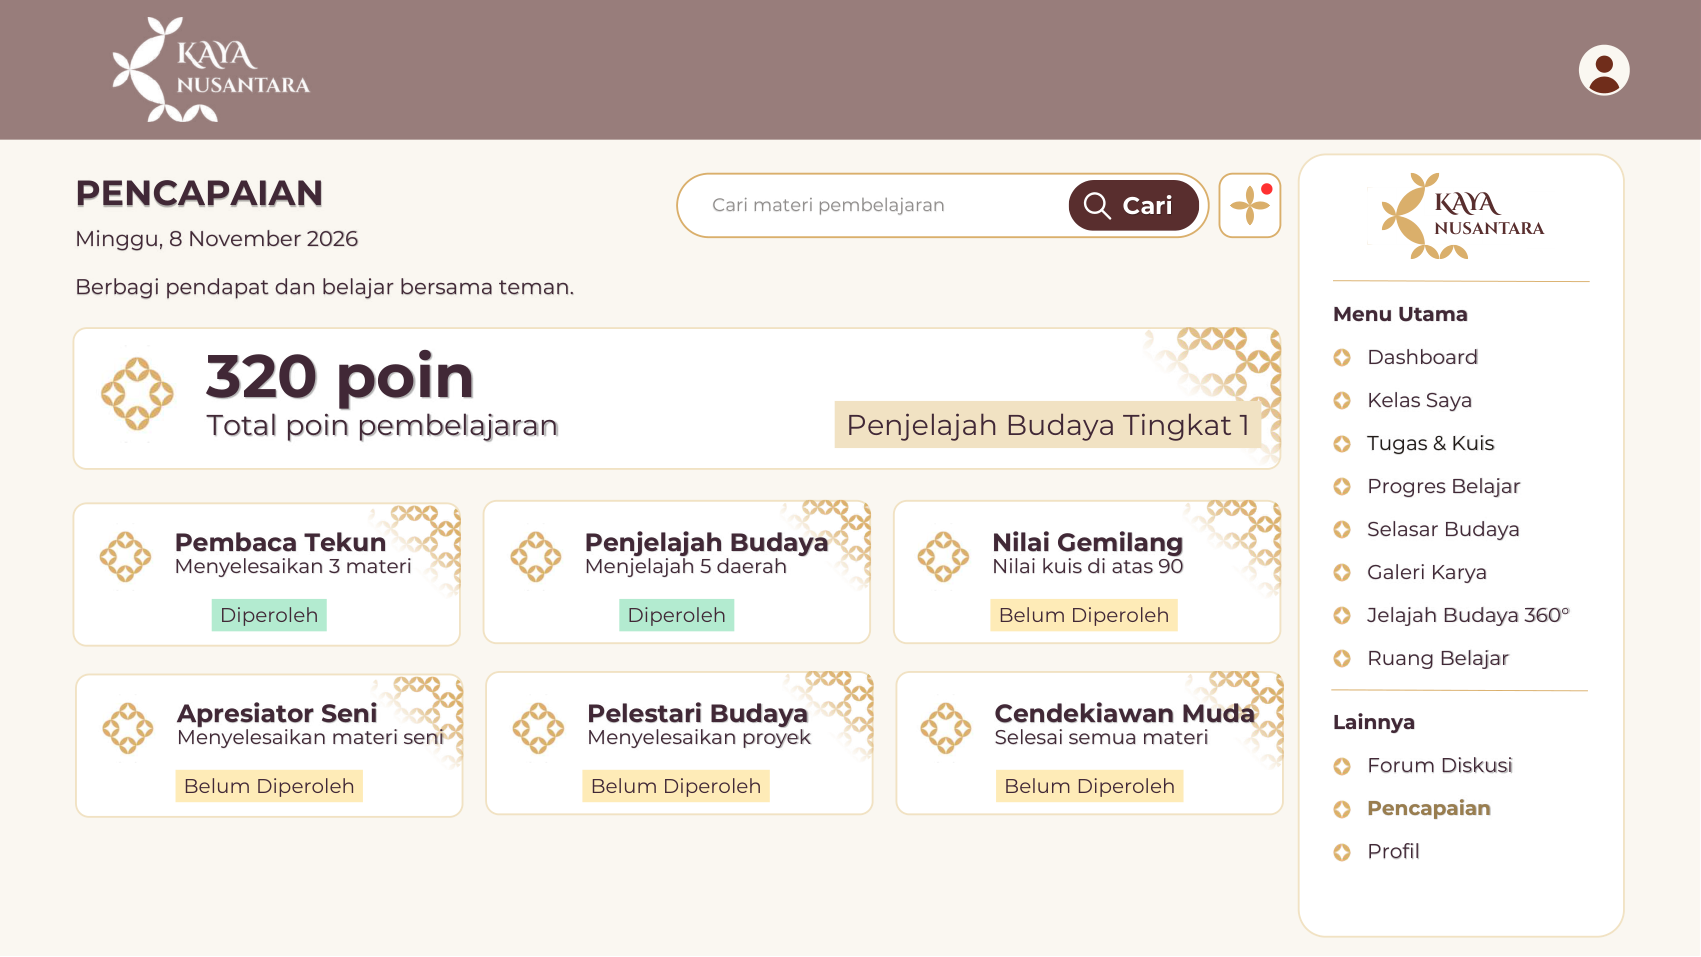 KAYA
NUSANTARA
PENCAPAIAN
Minggu, 8 November 2026
Berbagi pendapat dan belajar bersama teman.
Cari materi pembelajaran
Cari
320 poin
Total poin pembelajaran
Penjelajah Budaya Tingkat 1
Pembaca Tekun
Menyelesaikan 3 materi
Diperoleh
Penjelajah Budaya
Menjelajah 5 daerah
Diperoleh
Nilai Gemilang
Nilai kuis di atas 90
Belum Diperoleh
Apresiator Seni
Menyelesaikan materi seni
Belum Diperoleh
Pelestari Budaya
Menyelesaikan proyek
Belum Diperoleh
Cendekiawan Muda
Selesai semua materi
Belum Diperoleh
KAYA
NUSANTARA
Menu Utama
Dashboard
Kelas Saya
Tugas & Kuis
Progres Belajar
Selasar Budaya
Galeri Karya
Jelajah Budaya 360°
Ruang Belajar
Lainnya
Forum Diskusi
Pencapaian
Profil